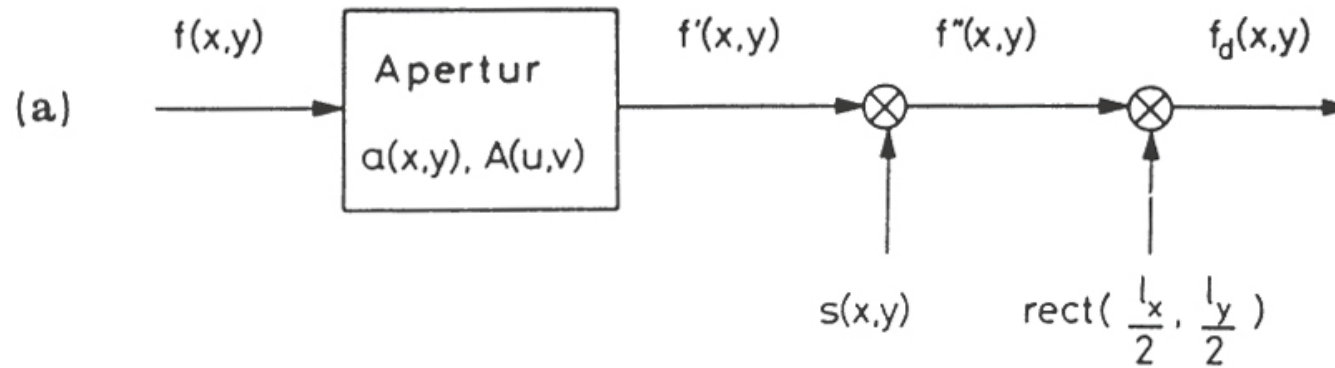 f(x,y) f'(x,y) f"(x,y) f_d(x,y)
(a)
Apertur
a(x,y), A(u,v)
s(x,y) rect( l_x/2, l_y/2 )